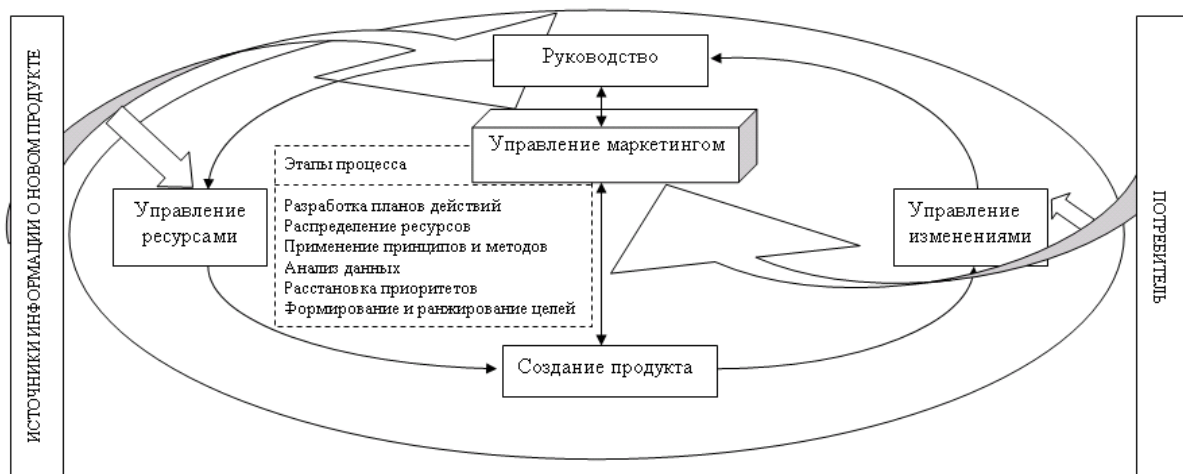 ИСТОЧНИКИ ИНФОРМАЦИИ О НОВОМ ПРОДУКТЕ
Руководство
Управление маркетингом
Этапы процесса
Разработка планов действий
Распределение ресурсов
Применение принципов и методов
Анализ данных
Расстановка приоритетов
Формирование и ранжирование целей
Управление
ресурсами
Управление
изменениями
Создание продукта
ПОТРЕБИТЕЛЬ